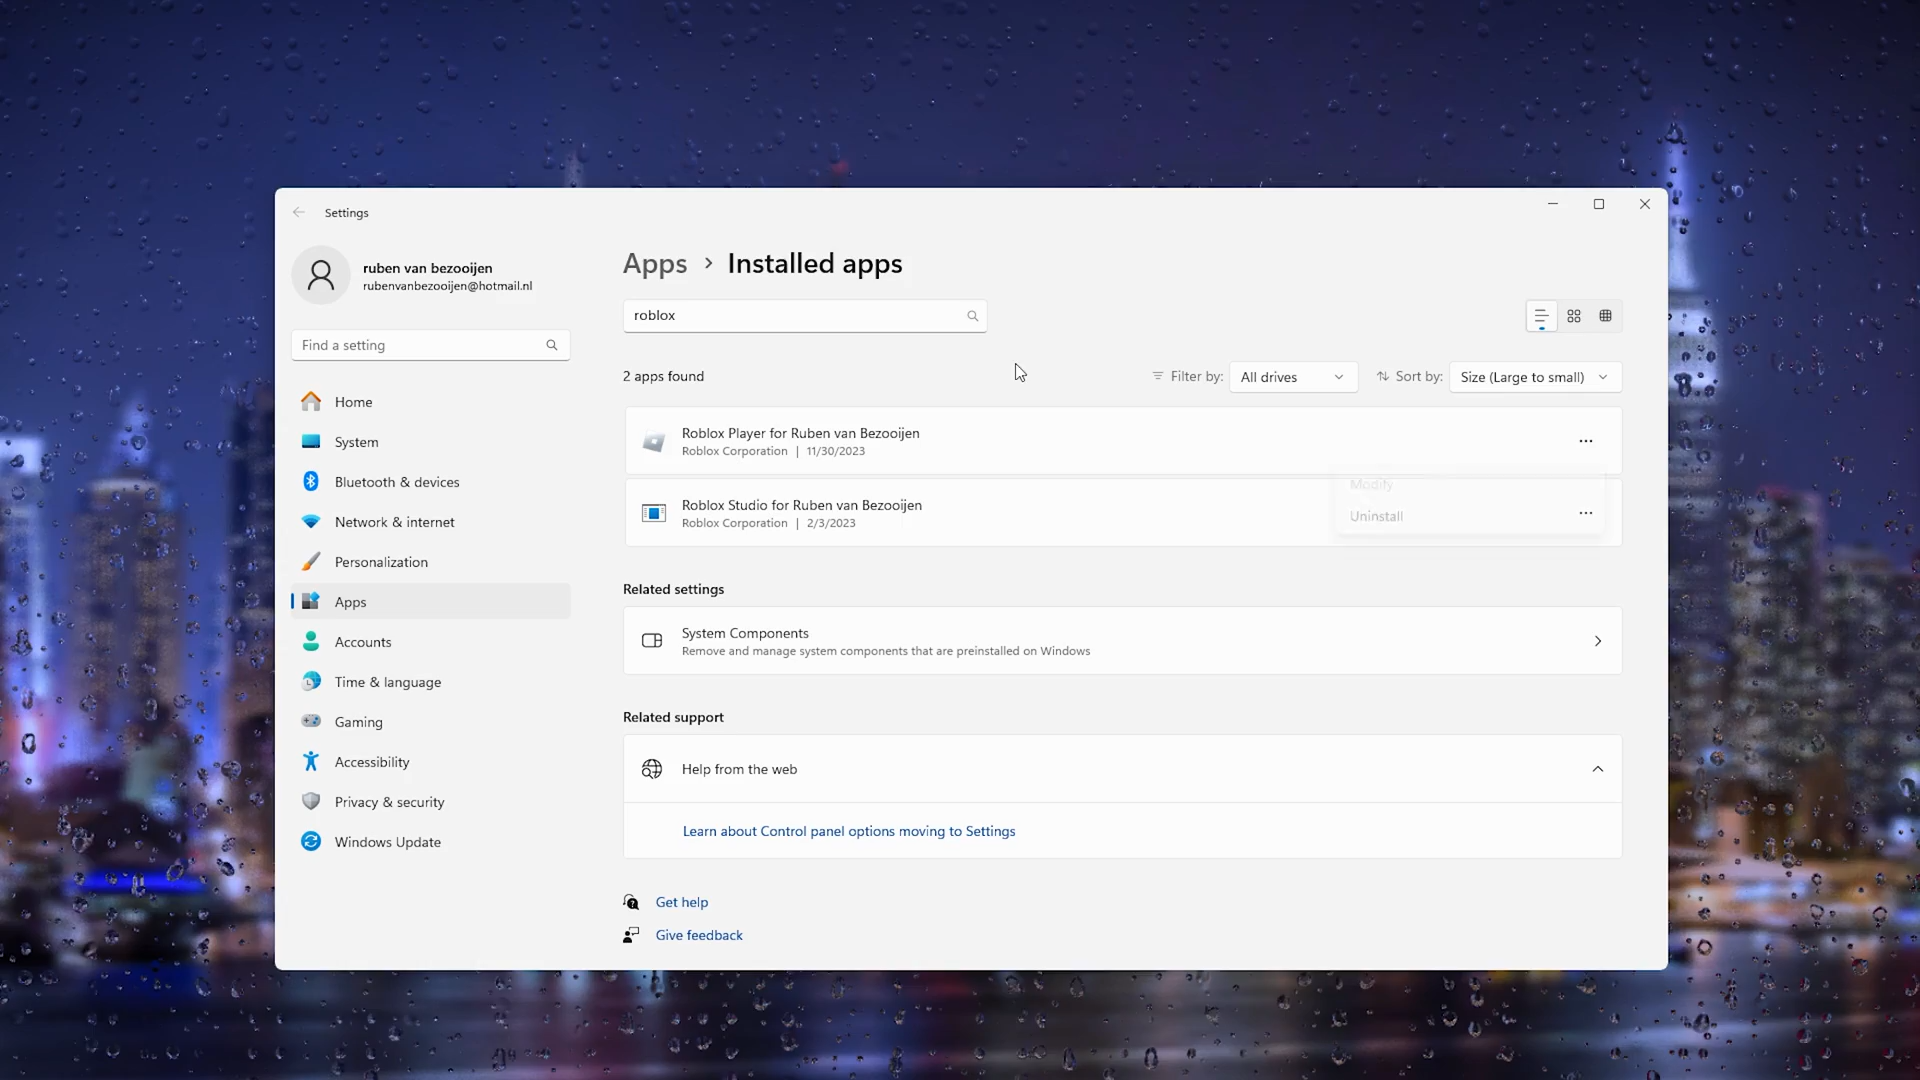 Settings
ruben van bezooijen
rubenvanbezooijen@hotmail.nl
Find a setting
Home
System
Bluetooth & devices
Network & internet
Personalization
Apps
Accounts
Time & language
Gaming
Accessibility
Privacy & security
Windows Update
Apps > Installed apps
roblox
2 apps found
Filter by: All drives
Sort by: Size (Large to small)
Roblox Player for Ruben van Bezooijen
Roblox Corporation | 11/30/2023
Modify
Uninstall
Roblox Studio for Ruben van Bezooijen
Roblox Corporation | 2/3/2023
Related settings
System Components
Remove and manage system components that are preinstalled on Windows
Related support
Help from the web
Learn about Control panel options moving to Settings
Get help
Give feedback